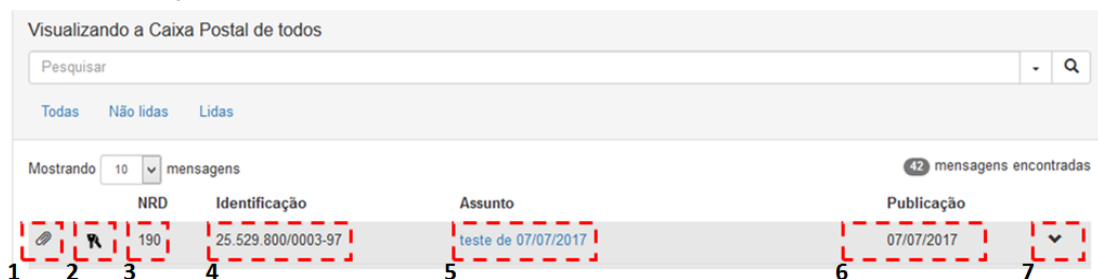 Visualizando a Caixa Postal de todos
Pesquisar
Todas Não lidas Lidas
Mostrando 10 mensagens 42 mensagens encontradas
NRD Identificação Assunto Publicação
190 25.529.800/0003-97 teste de 07/07/2017 07/07/2017
1 2 3 4 5 6 7